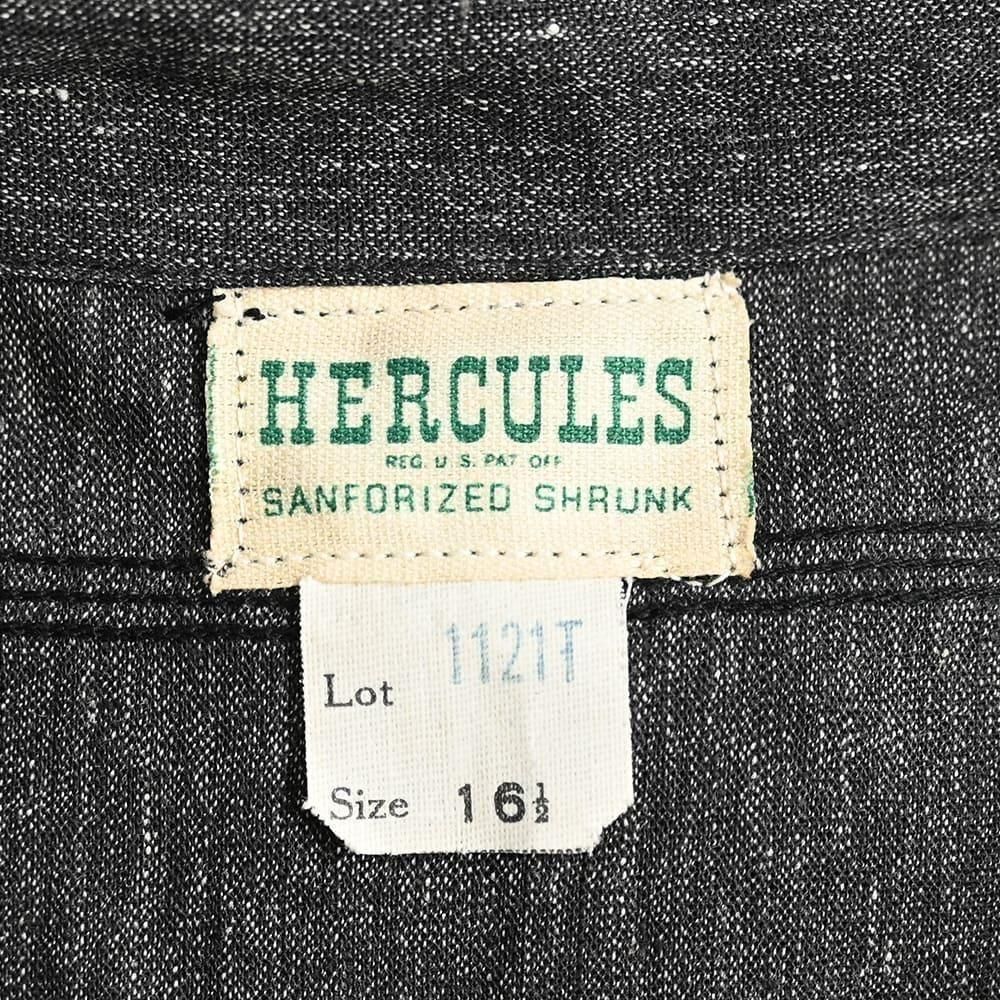 HERCULES
REG. U. S. PAT. OFF
SANFORIZED SHRUNK
Lot 1121T
Size 16½